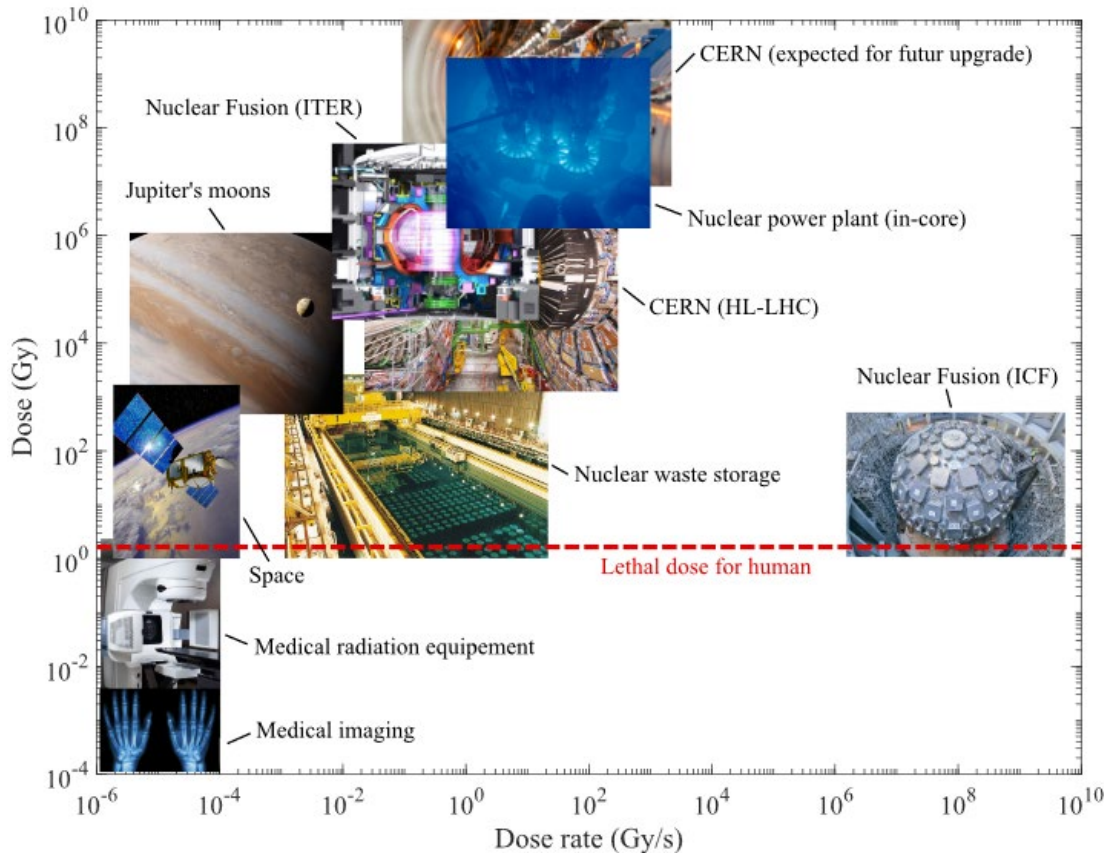 10^10
CERN (expected for futur upgrade)
Nuclear Fusion (ITER)
10^8
Jupiter's moons
Nuclear power plant (in-core)
10^6
CERN (HL-LHC)
10^4
Nuclear Fusion (ICF)
Dose (Gy)
10^2
Nuclear waste storage
10^0
Lethal dose for human
Space
Medical radiation equipement
10^-2
Medical imaging
10^-4
10^-6 10^-4 10^-2 10^0 10^2 10^4 10^6 10^8 10^10
Dose rate (Gy/s)